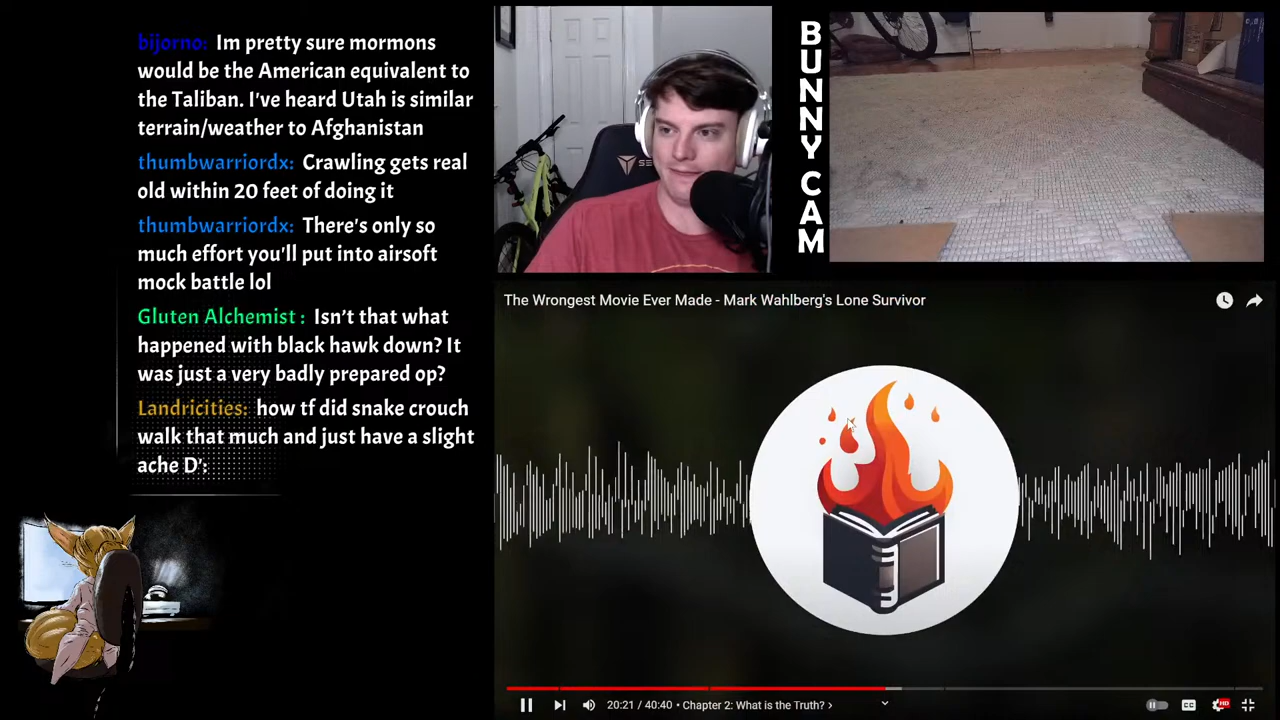 bijorno: Im pretty sure mormons
would be the American equivalent to
the Taliban. I've heard Utah is similar
terrain/weather to Afghanistan
thumbwarriordx: Crawling gets real
old within 20 feet of doing it
thumbwarriordx: There's only so
much effort you'll put into airsoft
mock battle lol
Gluten Alchemist : Isn't that what
happened with black hawk down? It
was just a very badly prepared op?
Landricities: how tf did snake crouch
walk that much and just have a slight
ache D':
BUNNY CAM
The Wrongest Movie Ever Made - Mark Wahlberg's Lone Survivor
20:21 / 40:40 • Chapter 2: What is the Truth? ›
CC
HD